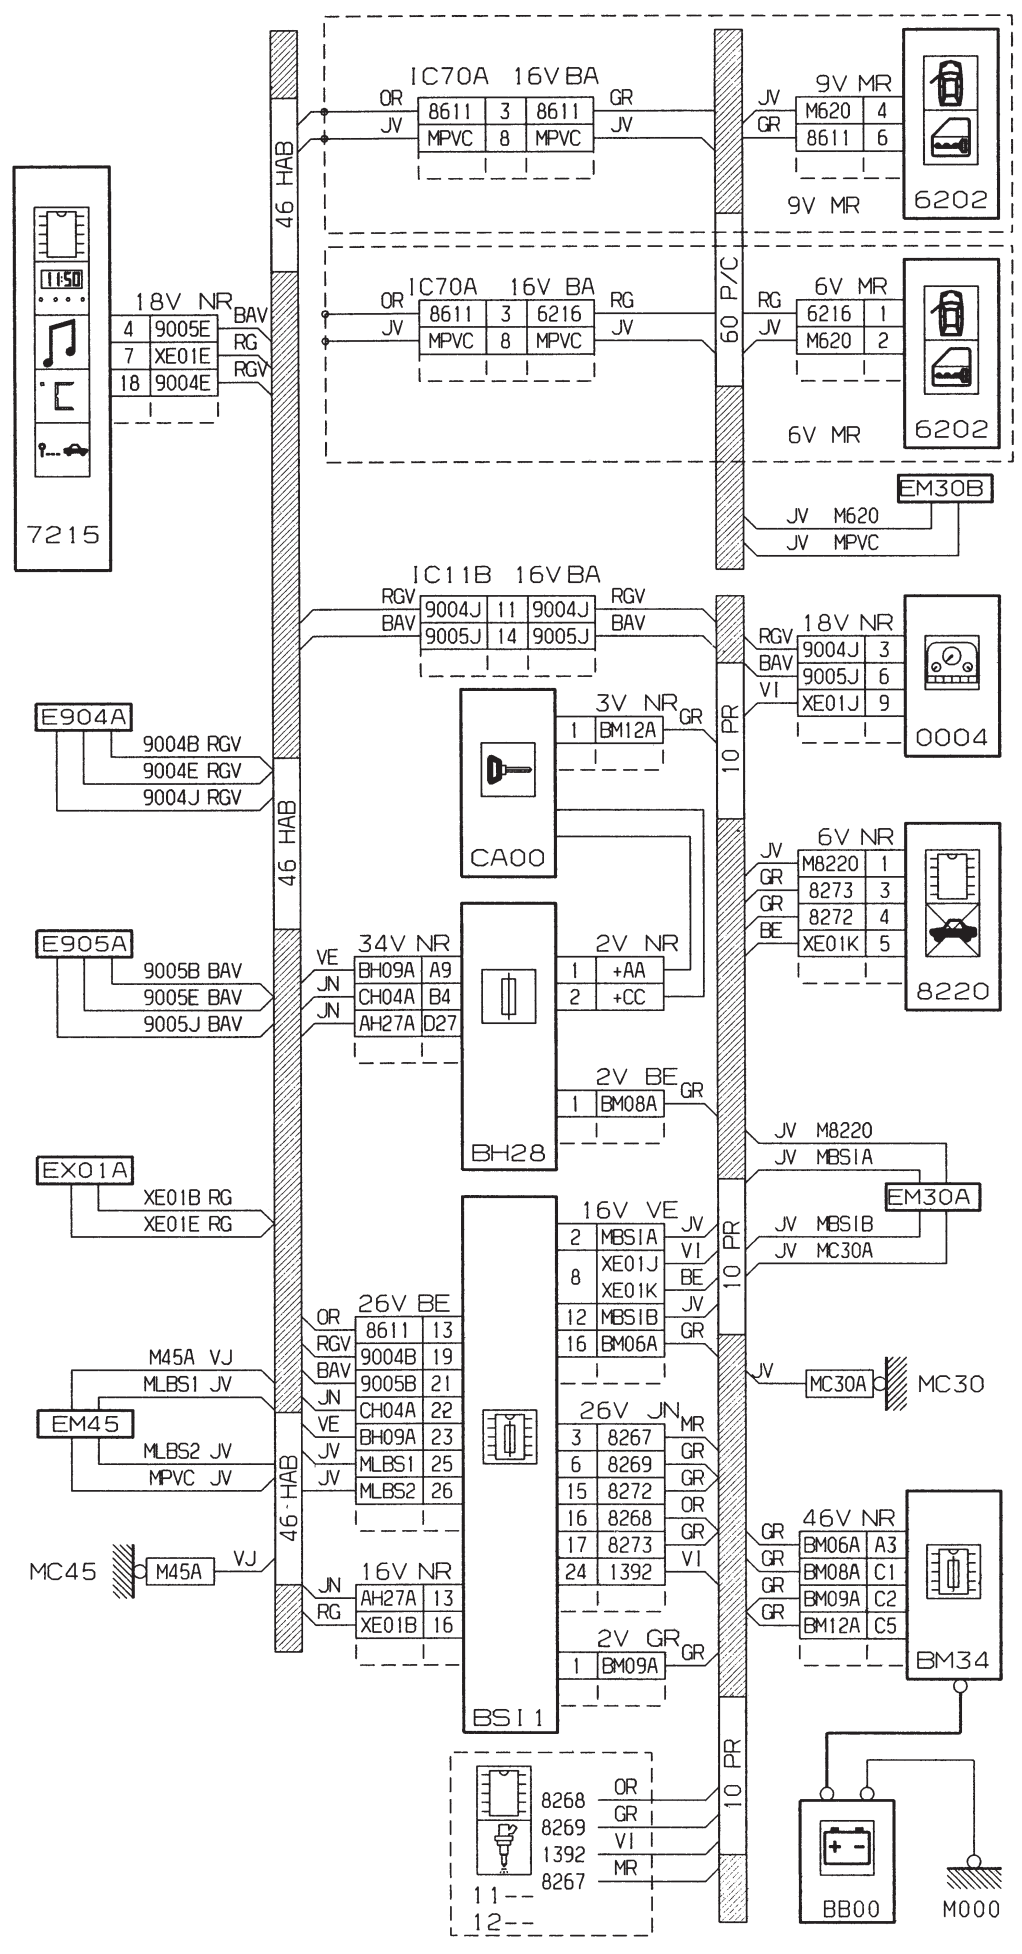 IC70A 16V BA
OR 8611 3 8611 GR
JV MPVC 8 MPVC JV
9V MR
JV M620 4
GR 8611 6
6202
9V MR
46 HAB
60 P/C
IC70A 16V BA
OR 8611 3 6216 RG
JV MPVC 8 MPVC JV
6V MR
RG 6216 1
JV M620 2
6202
6V MR
11:50
7215
18V NR
4 9005E BAV
7 XE01E RG
18 9004E RGV
EM30B
JV M620
JV MPVC
IC11B 16V BA
RGV 9004J 11 9004J RGV
BAV 9005J 14 9005J BAV
18V NR
RGV 9004J 3
BAV 9005J 6
VI XE01J 9
0004
10 PR
3V NR
1 BM12A GR
CA00
E904A
9004B RGV
9004E RGV
9004J RGV
46 HAB
6V NR
JV M8220 1
GR 8273 3
GR 8272 4
BE XE01K 5
8220
E905A
9005B BAV
9005E BAV
9005J BAV
34V NR
VE BH09A A9
JN CH04A B4
JN AH27A D27
2V NR
1 +AA
2 +CC
2V BE
1 BM08A GR
BH28
EX01A
XE01B RG
XE01E RG
JV M8220
JV MBSIA
EM30A
JV MBSIB
JV MC30A
10 PR
16V VE
2 MBSIA JV
8 XE01J VI
XE01K BE
12 MBSIB JV
16 BM06A GR
26V BE
OR 8611 13
RGV 9004B 19
BAV 9005B 21
JN CH04A 22
VE BH09A 23
JV MLBS1 25
JV MLBS2 26
M45A VJ
MLBS1 JV
EM45
MLBS2 JV
MPVC JV
46 HAB
MC45 M45A VJ
JV MC30A MC30
26V JN
3 8267 MR
6 8269 GR
15 8272 GR
16 8268 OR
17 8273 GR
24 1392 VI
16V NR
JN AH27A 13
RG XE01B 16
2V GR
1 BM09A GR
BSI1
46V NR
GR BM06A A3
GR BM08A C1
GR BM09A C2
GR BM12A C5
BM34
10 PR
8268 OR
8269 GR
1392 VI
8267 MR
11--
12--
+ -
BB00
M000